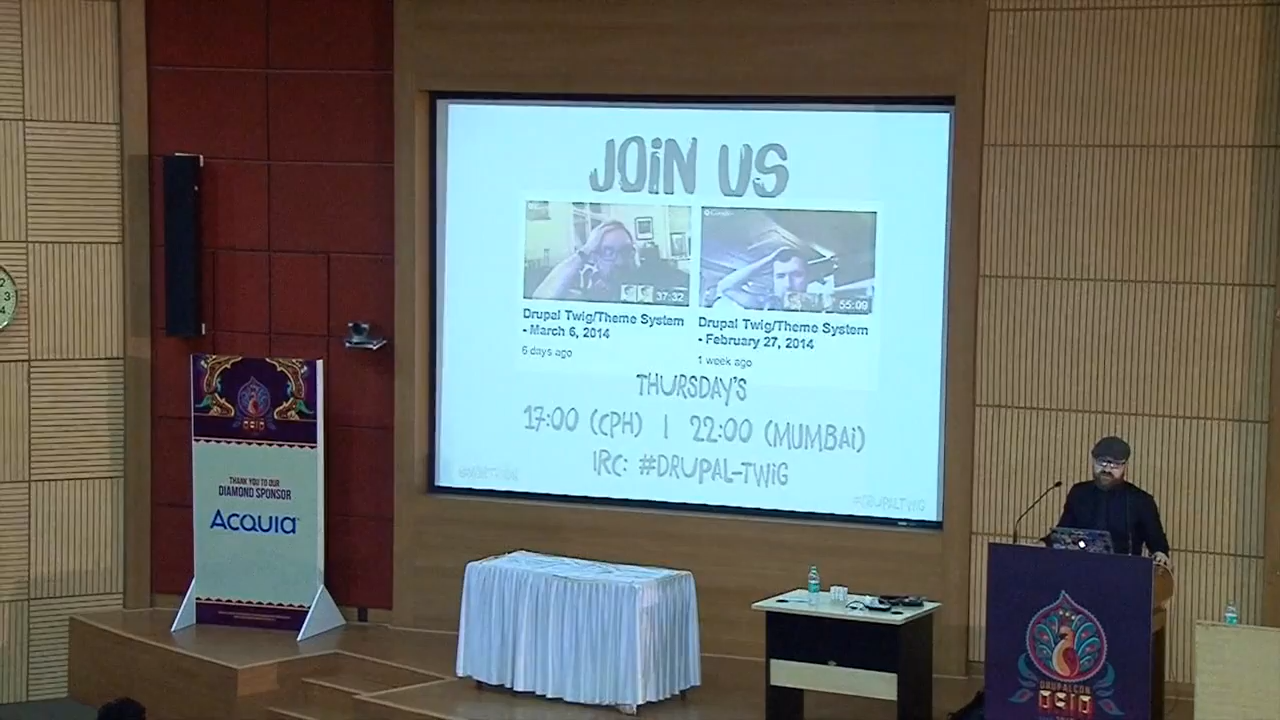 JOIN US
37:32
55:09
Drupal Twig/Theme System
- March 6, 2014
6 days ago
Drupal Twig/Theme System
- February 27, 2014
1 week ago
THURSDAY'S
17:00 (CPH) | 22:00 (MUMBAI)
IRC: #DRUPAL-TWIG
#DRUPALTWIG
THANK YOU TO OUR
DIAMOND SPONSOR
ACQUIA
DRUPALCON